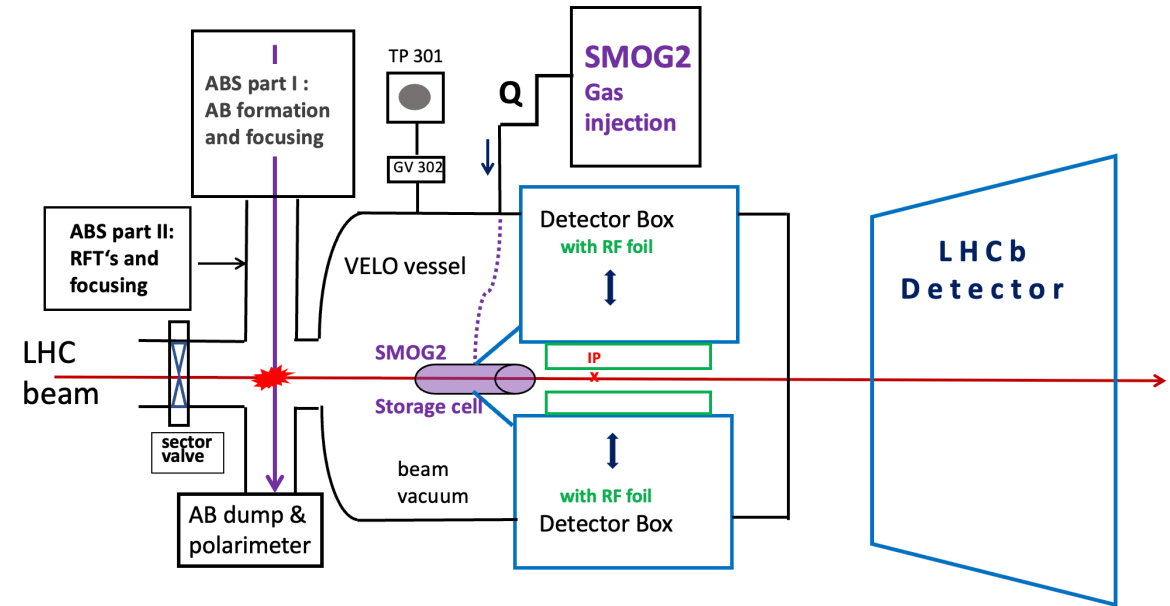 I
ABS part I :
AB formation
and focusing
TP 301
GV 302
Q
SMOG2
Gas
injection
ABS part II:
RFT‘s and
focusing
VELO vessel
Detector Box
with RF foil
LHCb
Detector
LHC
beam
SMOG2
Storage cell
IP
x
sector
valve
beam
vacuum
with RF foil
Detector Box
AB dump &
polarimeter